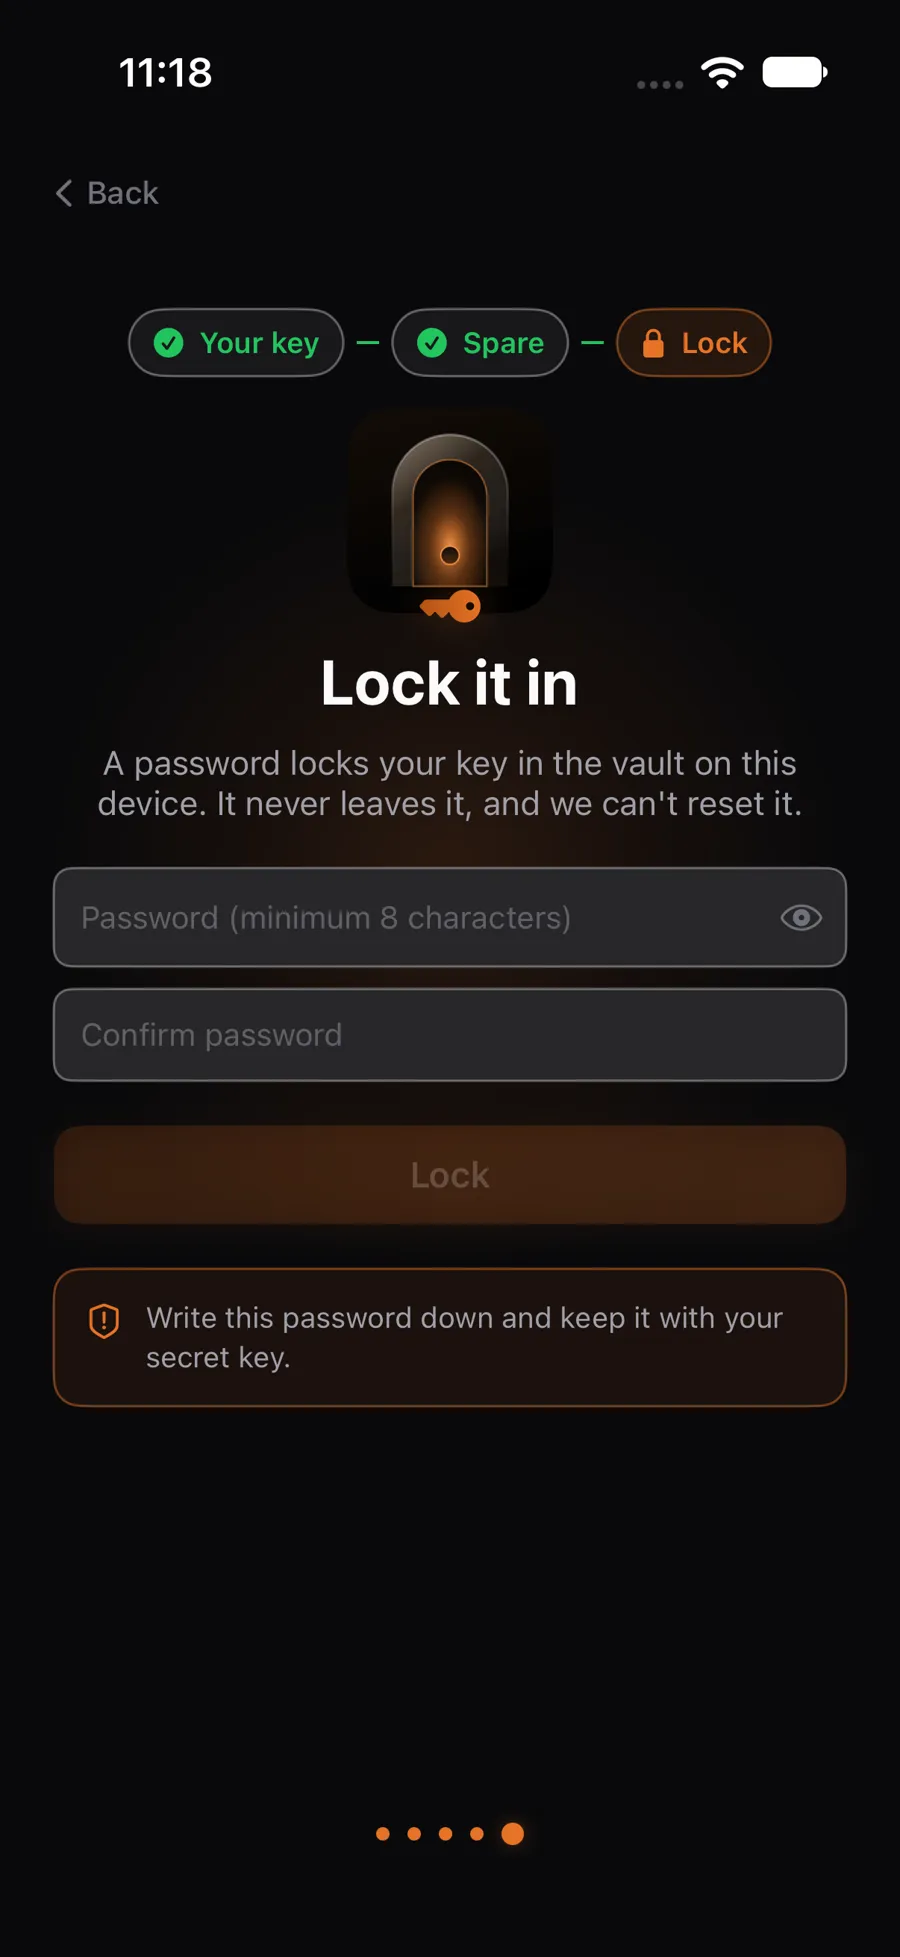 11:18
Back
Your key
Spare
Lock
Lock it in
A password locks your key in the vault on this
device. It never leaves it, and we can't reset it.
Password (minimum 8 characters)
Confirm password
Lock
Write this password down and keep it with your
secret key.